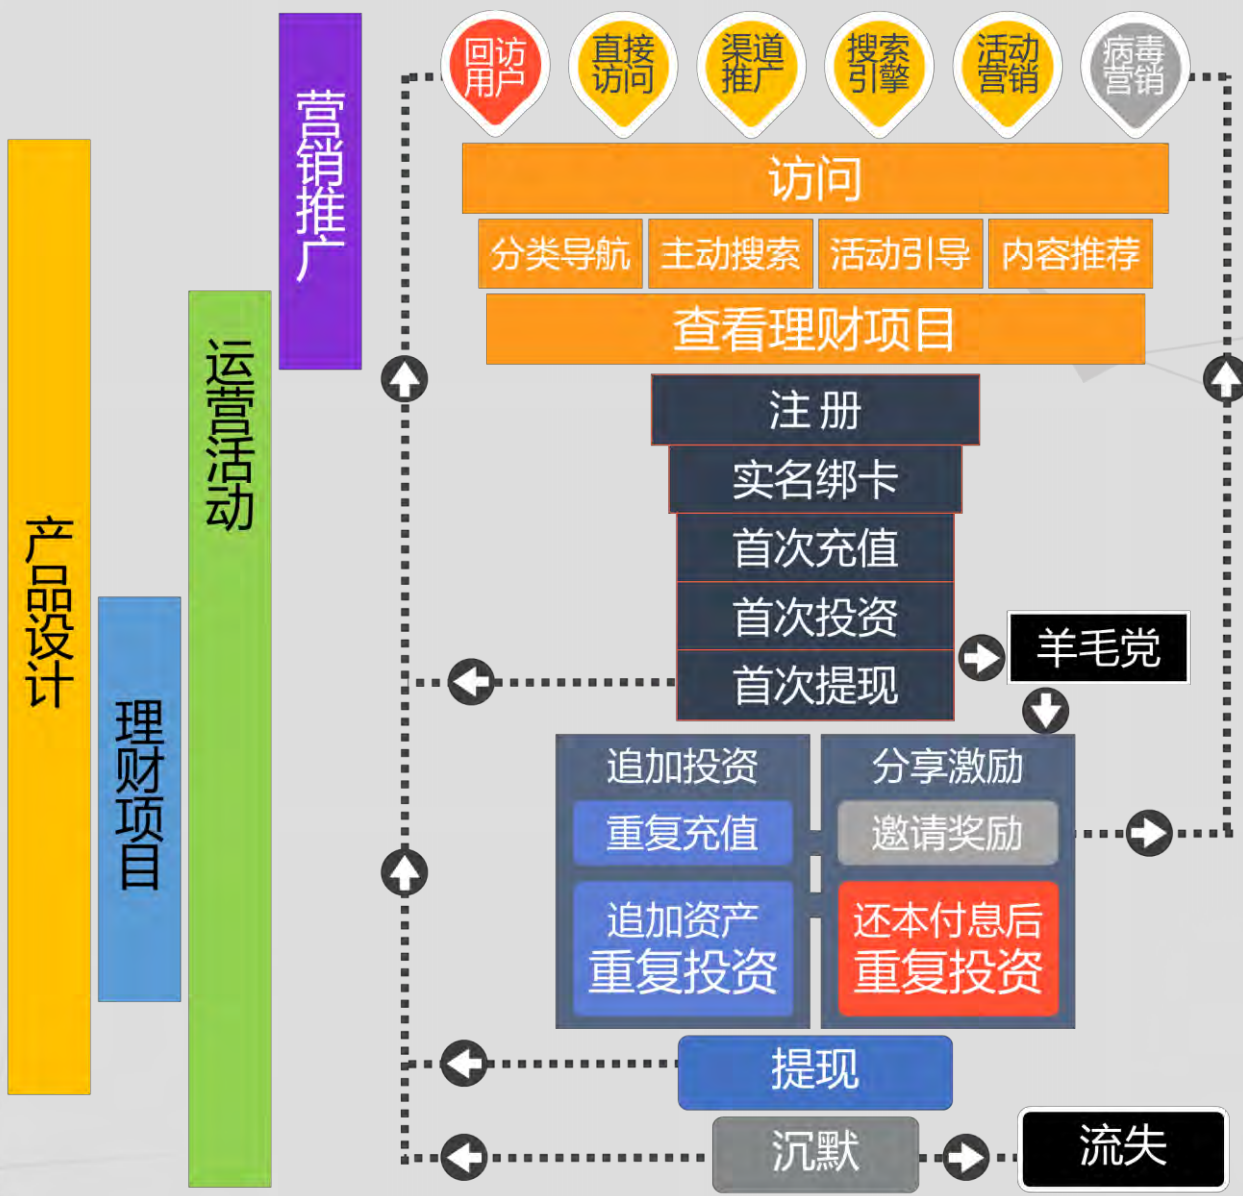 营销推广
产品设计
运营活动
理财项目
回访
用户
直接
访问
渠道
推广
搜索
引擎
活动
营销
病毒
营销
访问
分类导航
主动搜索
活动引导
内容推荐
查看理财项目
注册
实名绑卡
首次充值
首次投资
首次提现
羊毛党
追加投资
重复充值
追加资产
重复投资
分享激励
邀请奖励
还本付息后
重复投资
提现
沉默
流失